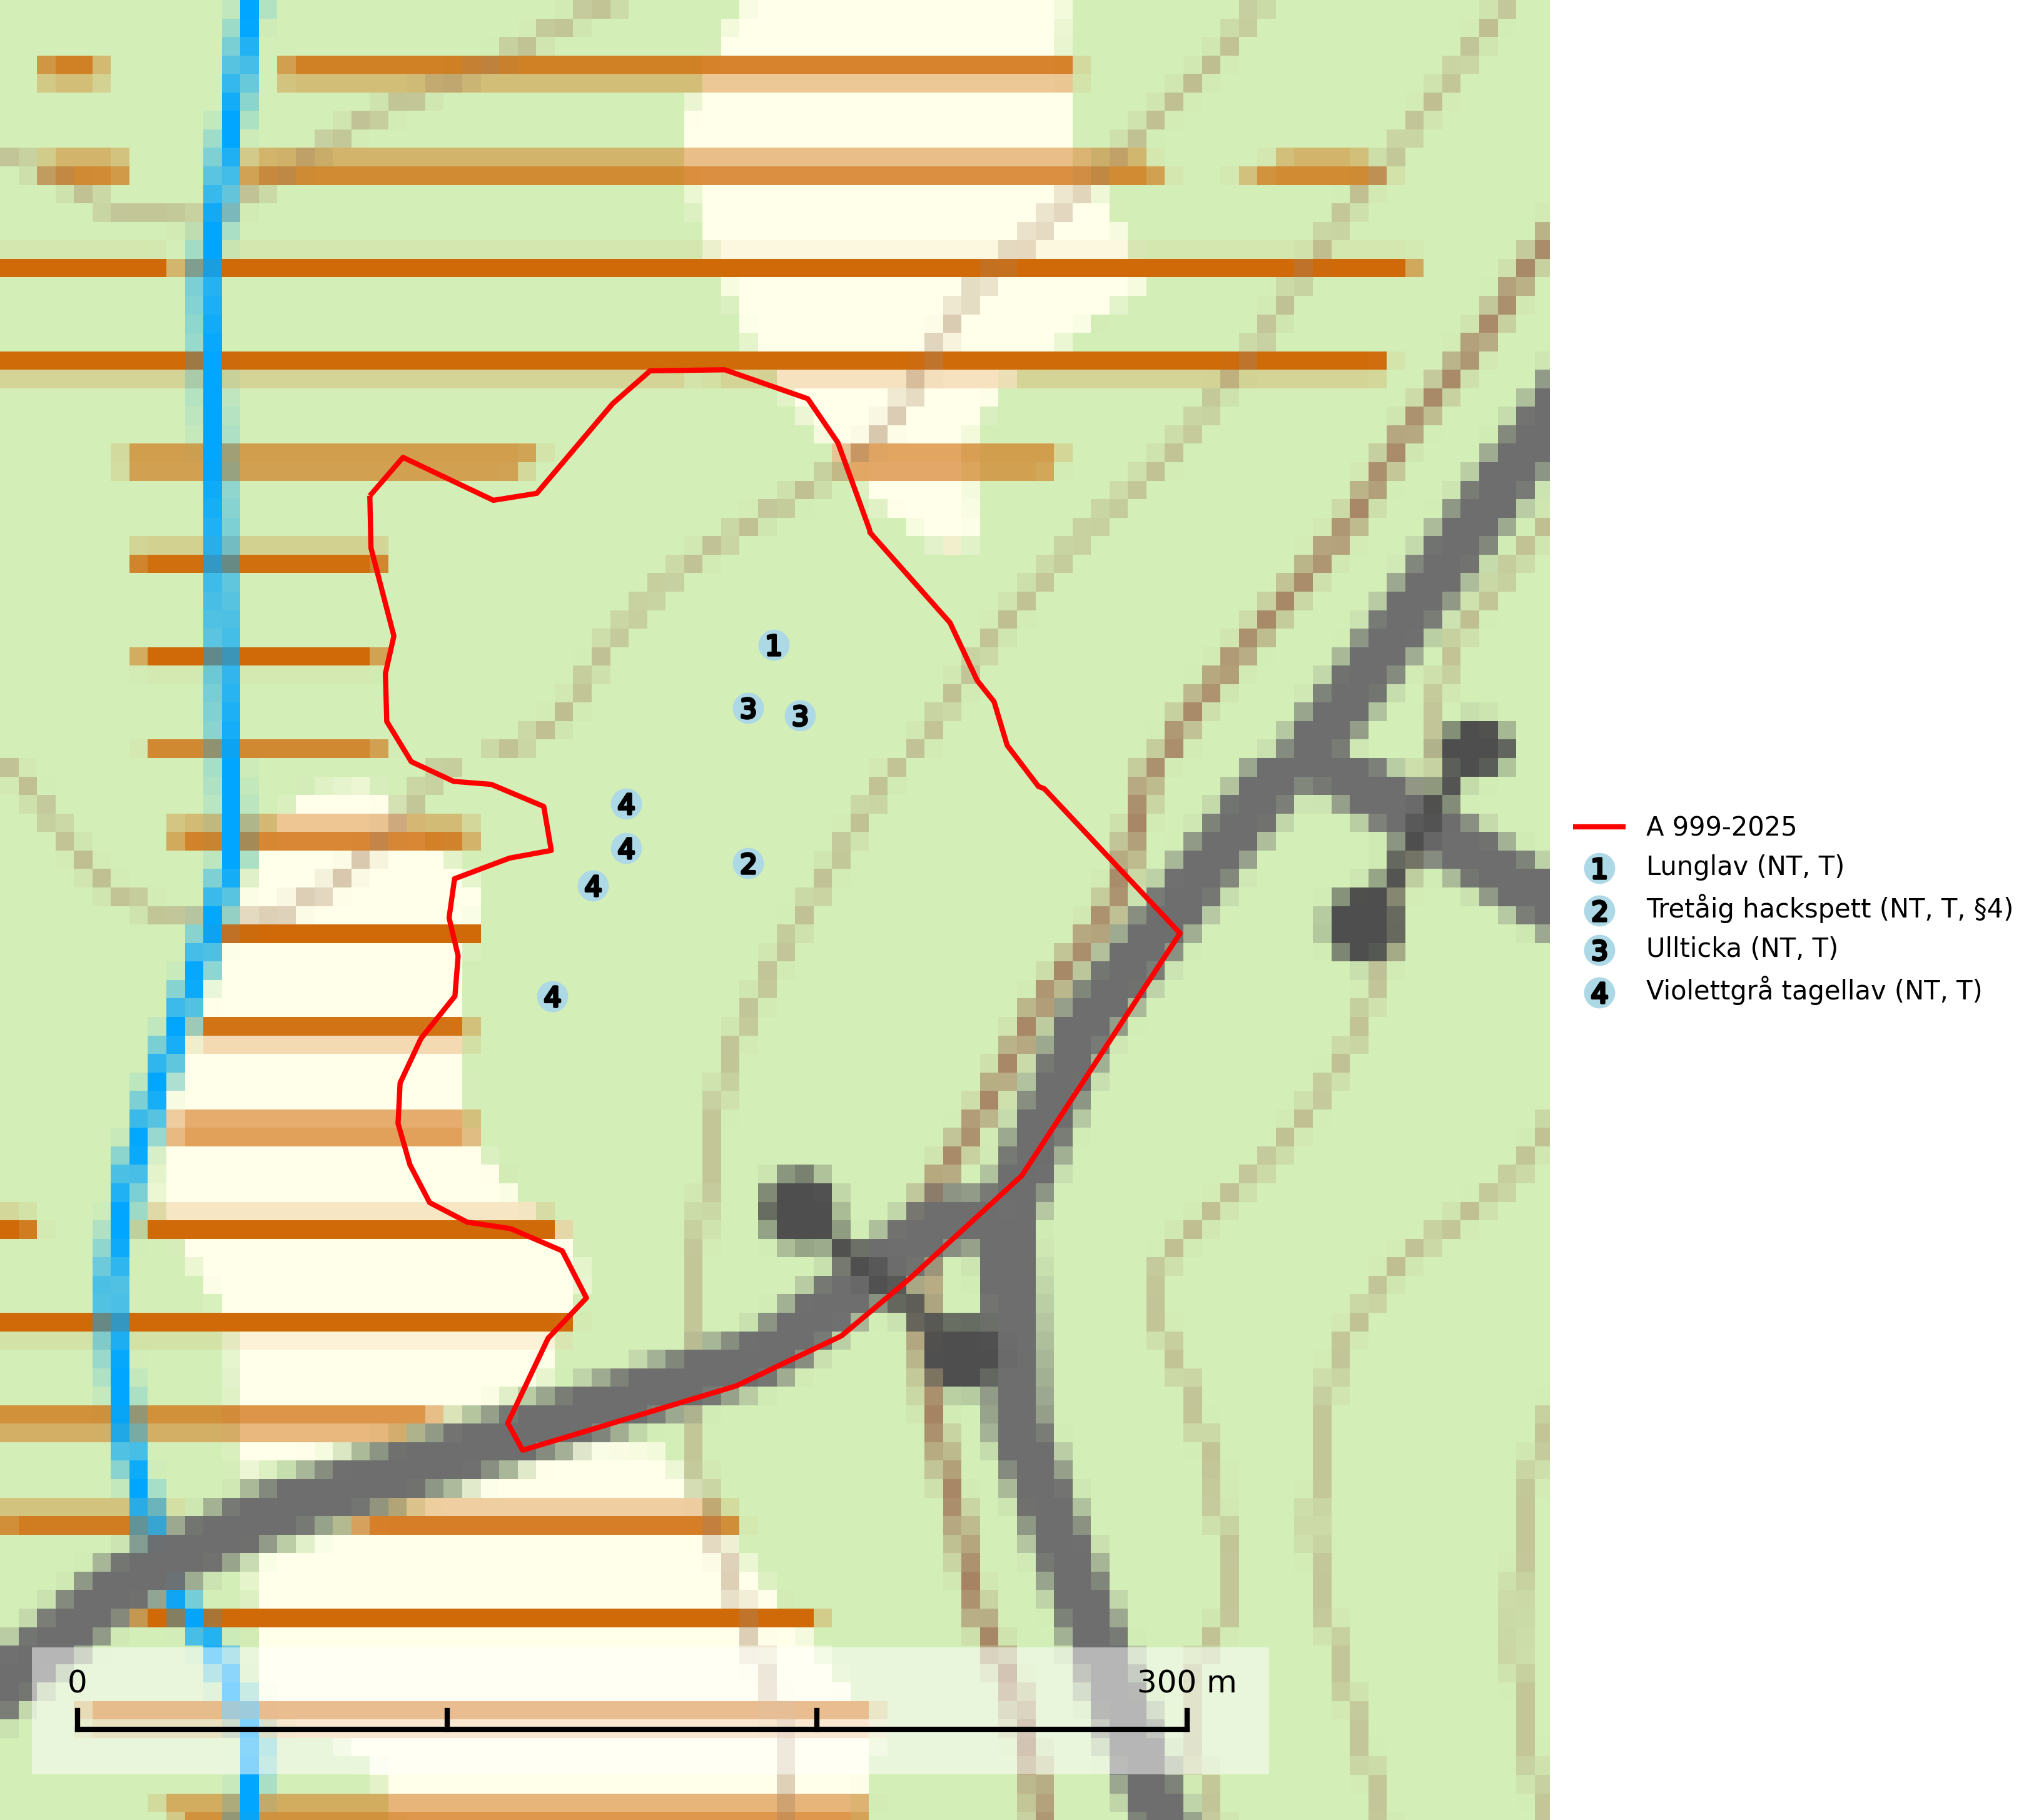 1
3 3
4
4 2
4
4
A 999-2025
1 Lunglav (NT, T)
2 Tretåig hackspett (NT, T, §4)
3 Ullticka (NT, T)
4 Violettgrå tagellav (NT, T)
0 300 m